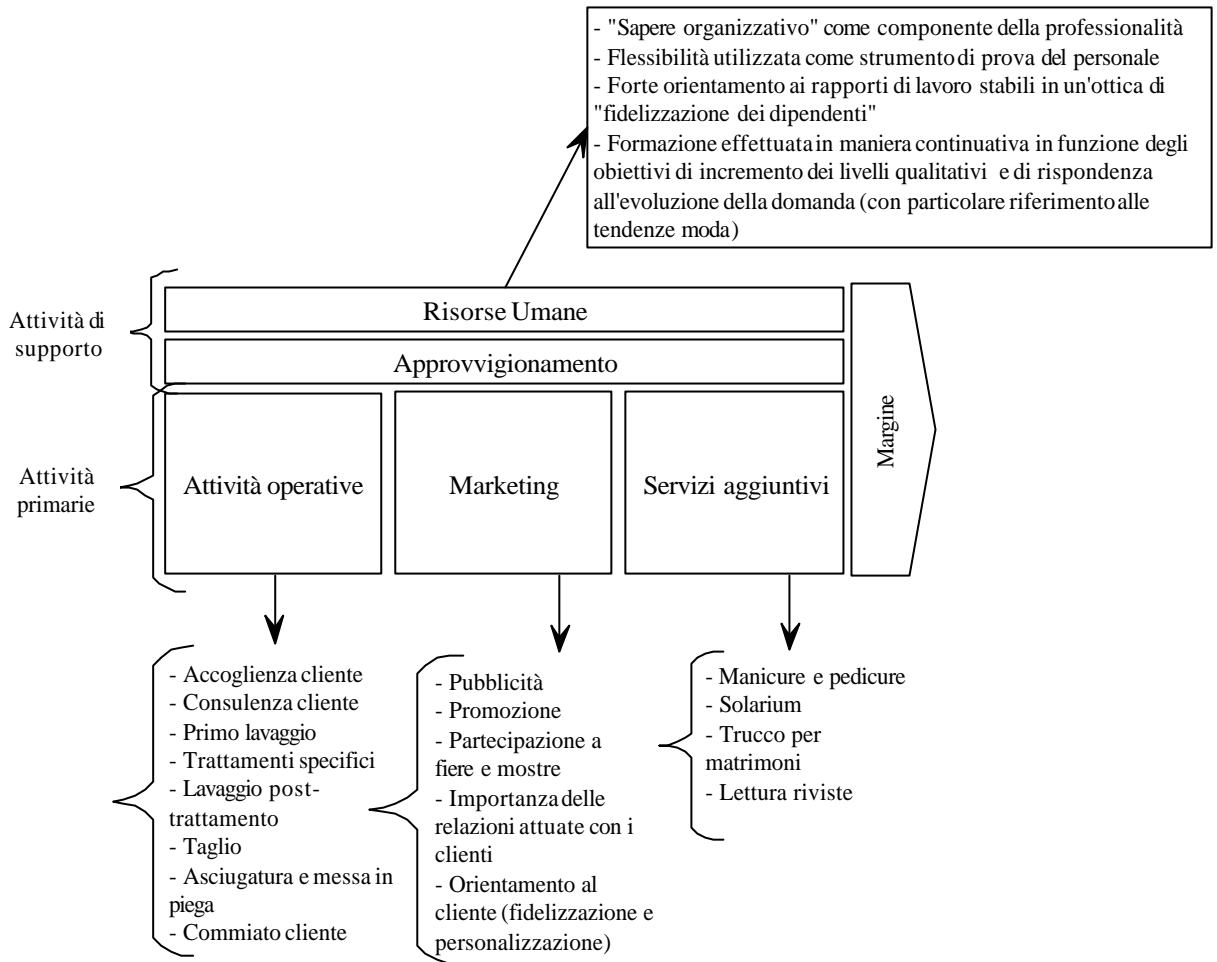 - "Sapere organizzativo" come componente della professionalità
- Flessibilità utilizzata come strumento di prova del personale
- Forte orientamento ai rapporti di lavoro stabili in un'ottica di
"fidelizzazione dei dipendenti"
- Formazione effettuata in maniera continuativa in funzione degli
obiettivi di incremento dei livelli qualitativi e di rispondenza
all'evoluzione della domanda (con particolare riferimento alle
tendenze moda)
Attività di
supporto
Risorse Umane
Approvvigionamento
Attività
primarie
Attività operative
Marketing
Servizi aggiuntivi
Margine
- Accoglienza cliente
- Consulenza cliente
- Primo lavaggio
- Trattamenti specifici
- Lavaggio post-
trattamento
- Taglio
- Asciugatura e messa in
piega
- Commiato cliente
- Pubblicità
- Promozione
- Partecipazione a
fiere e mostre
- Importanza delle
relazioni attuate con i
clienti
- Orientamento al
cliente (fidelizzazione e
personalizzazione)
- Manicure e pedicure
- Solarium
- Trucco per
matrimoni
- Lettura riviste